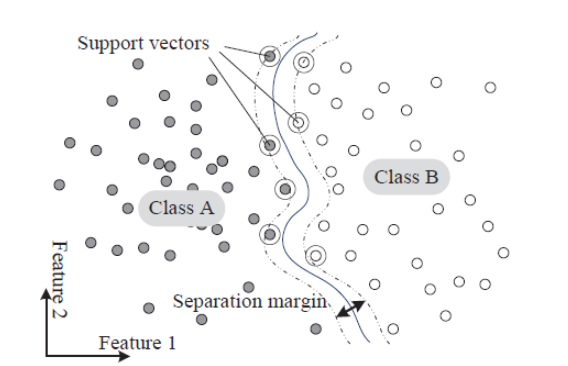 Support vectors
Class B
Class A
Separation margin
Feature 2
Feature 1